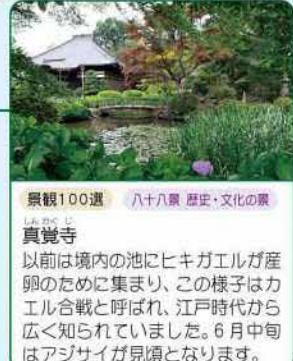 景観100選 八十八景 歴史・文化の景
しんかくじ
真覚寺
以前は境内の池にヒキガエルが産
卵のために集まり、この様子はカ
エル合戦と呼ばれ、江戸時代から
広く知られていました。6月中旬
はアジサイが見頃となります。